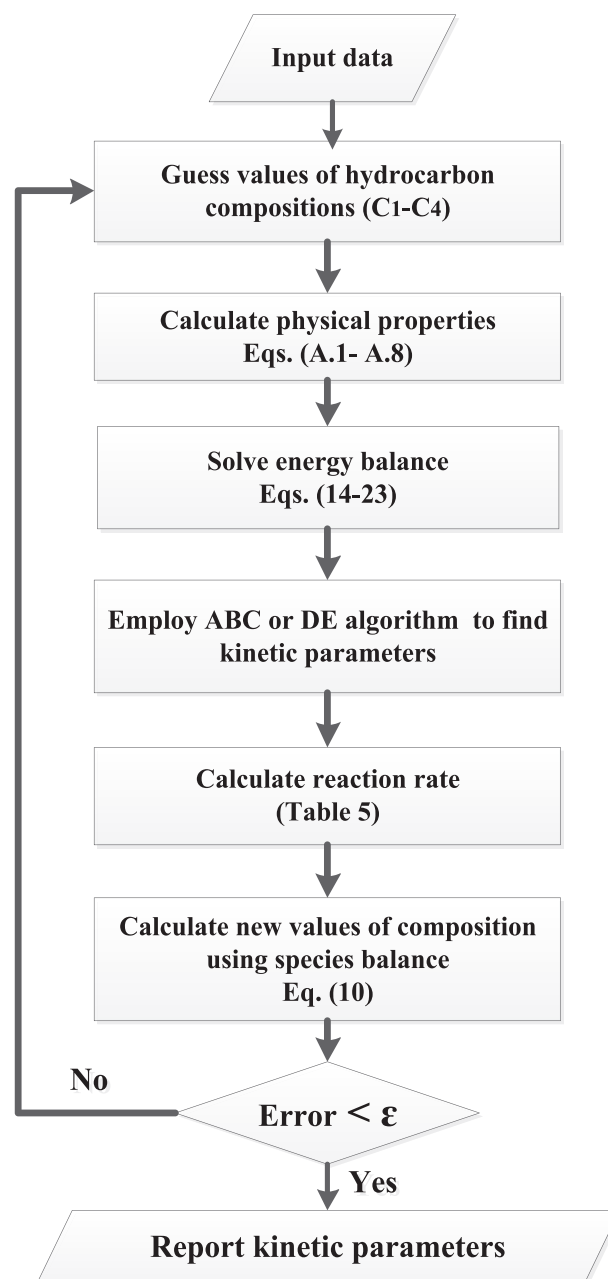 Input data
Guess values of hydrocarbon
compositions (C1-C4)
Calculate physical properties
Eqs. (A.1- A.8)
Solve energy balance
Eqs. (14-23)
Employ ABC or DE algorithm to find
kinetic parameters
Calculate reaction rate
(Table 5)
Calculate new values of composition
using species balance
Eq. (10)
No
Error < ε
Yes
Report kinetic parameters